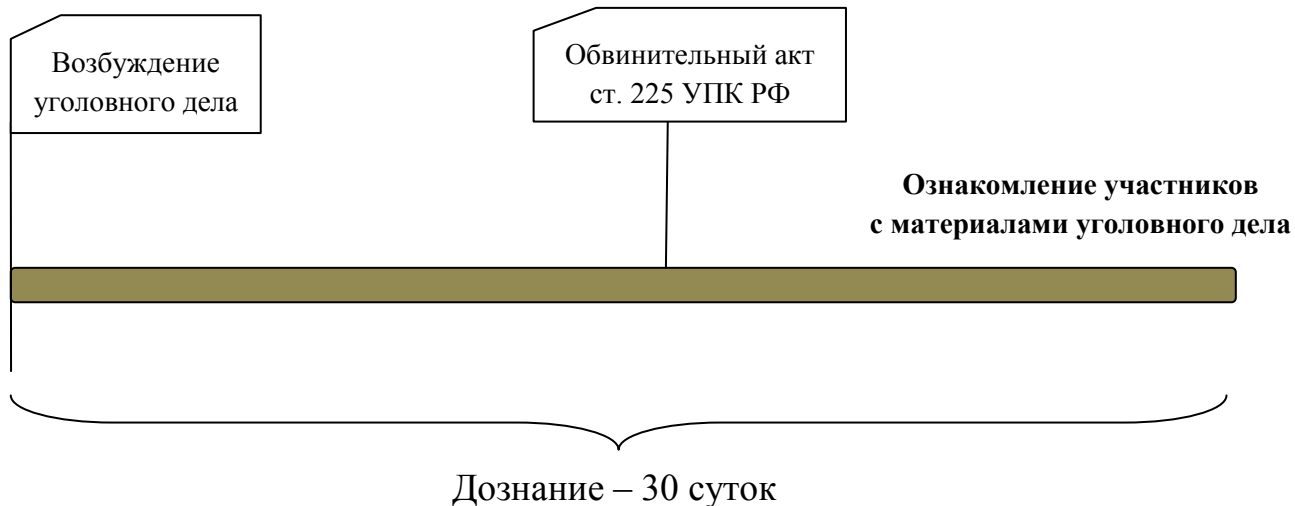 Возбуждение
уголовного дела
Обвинительный акт
ст. 225 УПК РФ
Ознакомление участников
с материалами уголовного дела
Дознание – 30 суток